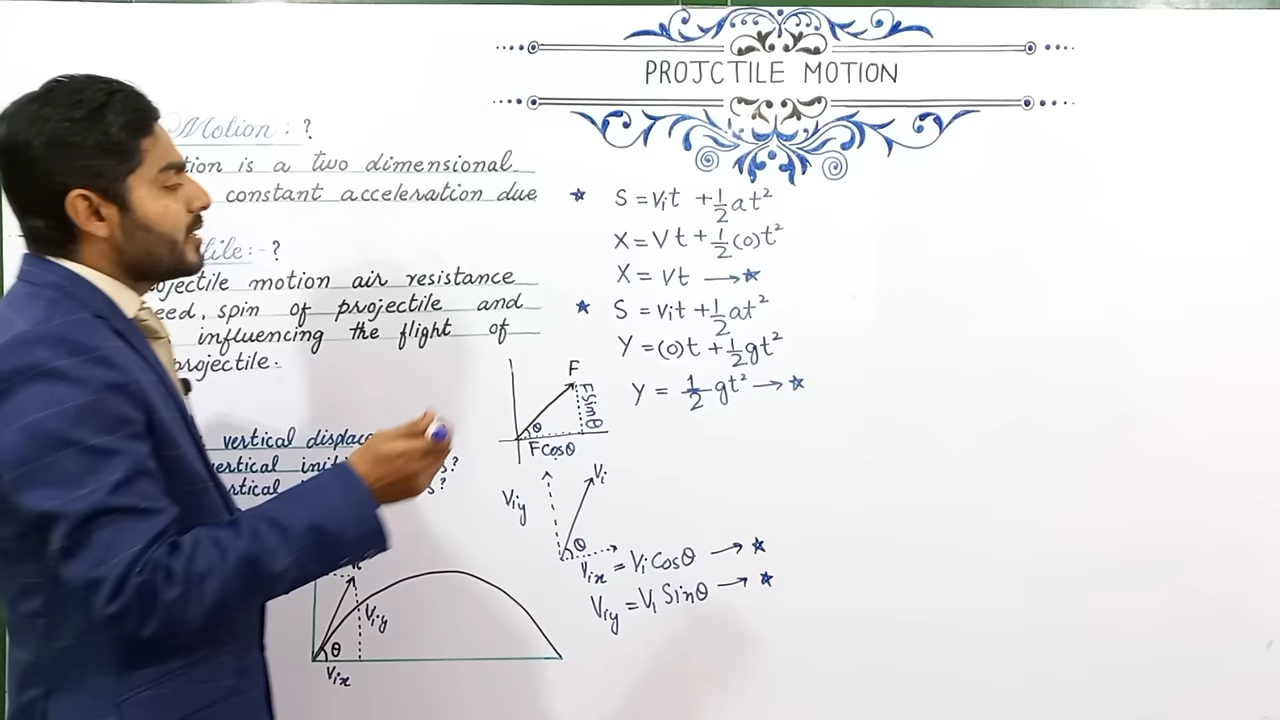 PROJCTILE MOTION
Motion : ?
tion is a two dimensional
constant acceleration due
tile :- ?
ojectile motion air resistance
eed, spin of projectile and
influencing the flight of
projectile.
vertical displac
ertical initi s?
rtical s?
★ S = Vit + 1/2 at²
X = Vt + 1/2 (0)t²
X = Vt → ★
★ S = Vit + 1/2 at²
Y = (0)t + 1/2 gt²
Y = 1/2 gt² → ★
F
FSinθ
θ
FCosθ
Vi
Viy
θ
Vix = Vi Cosθ → ★
Viy = Vi Sinθ → ★
Viy
θ
Vix